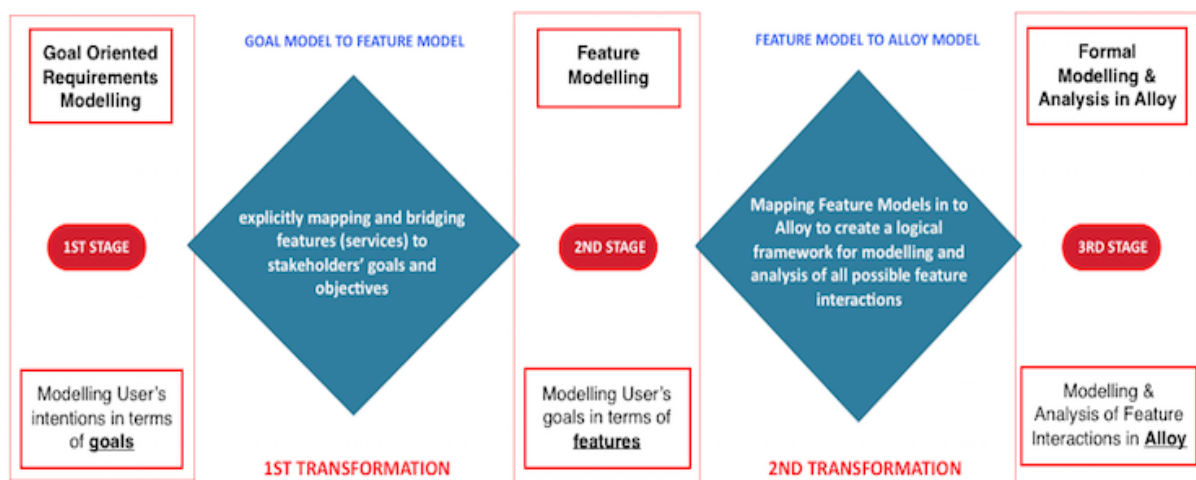 Goal Oriented
Requirements
Modelling
GOAL MODEL TO FEATURE MODEL
Feature
Modelling
FEATURE MODEL TO ALLOY MODEL
Formal
Modelling &
Analysis in Alloy
1ST STAGE
explicitly mapping and bridging
features (services) to
stakeholders' goals and
objectives
2ND STAGE
Mapping Feature Models in to
Alloy to create a logical
framework for modelling and
analysis of all possible feature
interactions
3RD STAGE
Modelling User's
intentions in terms
of goals
1ST TRANSFORMATION
Modelling User's
goals in terms of
features
2ND TRANSFORMATION
Modelling &
Analysis of Feature
Interactions in Alloy